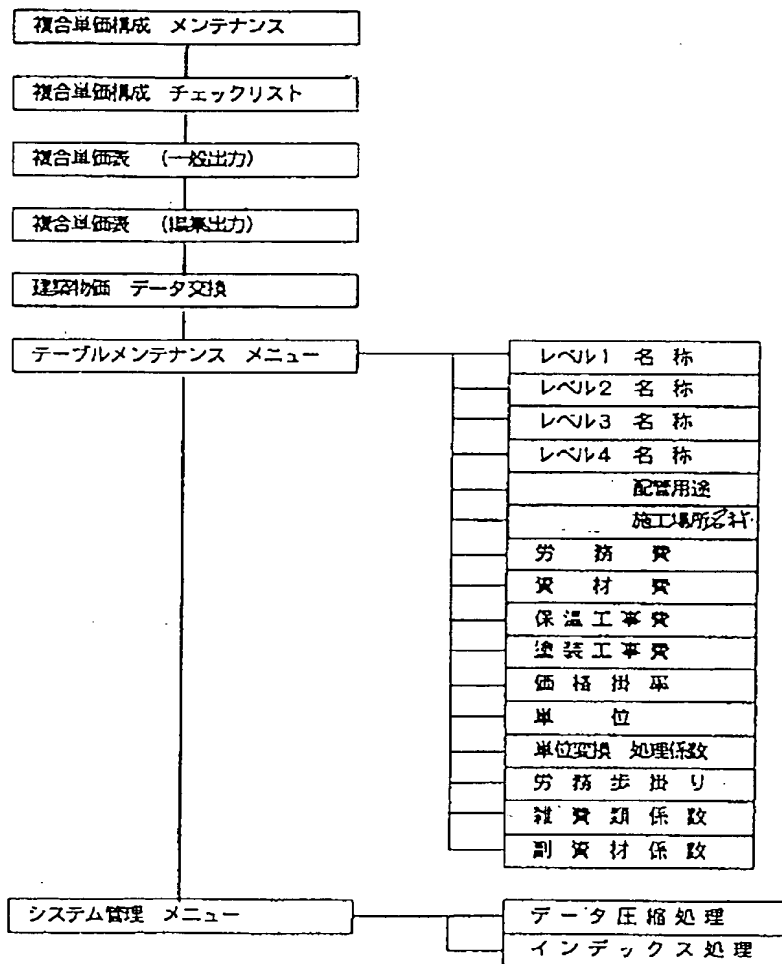 複合単価構成 メンテナンス
複合単価構成 チェックリスト
複合単価表 (一般出力)
複合単価表 (編集出力)
建築物価 データ交換
テーブルメンテナンス メニュー
レベル1 名 称
レベル2 名 称
レベル3 名 称
レベル4 名 称
配管用途
施工場所名称
労 務 費
資 材 費
保 温 工 事 費
塗 装 工 事 費
価 格 掛 率
単 位
単位変換 処理係数
労 務 歩 掛 り
雑 費 類 係 数
副 資 材 係 数
システム管理 メニュー
デ ー タ 圧 縮 処 理
イ ン デ ッ ク ス 処 理